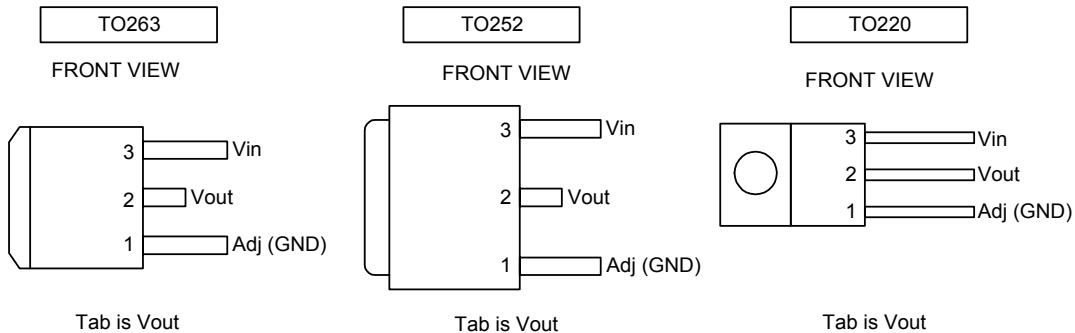 TO263
FRONT VIEW
3 Vin
2 Vout
1 Adj (GND)
Tab is Vout
TO252
FRONT VIEW
3 Vin
2 Vout
1 Adj (GND)
Tab is Vout
TO220
FRONT VIEW
3 Vin
2 Vout
1 Adj (GND)
Tab is Vout